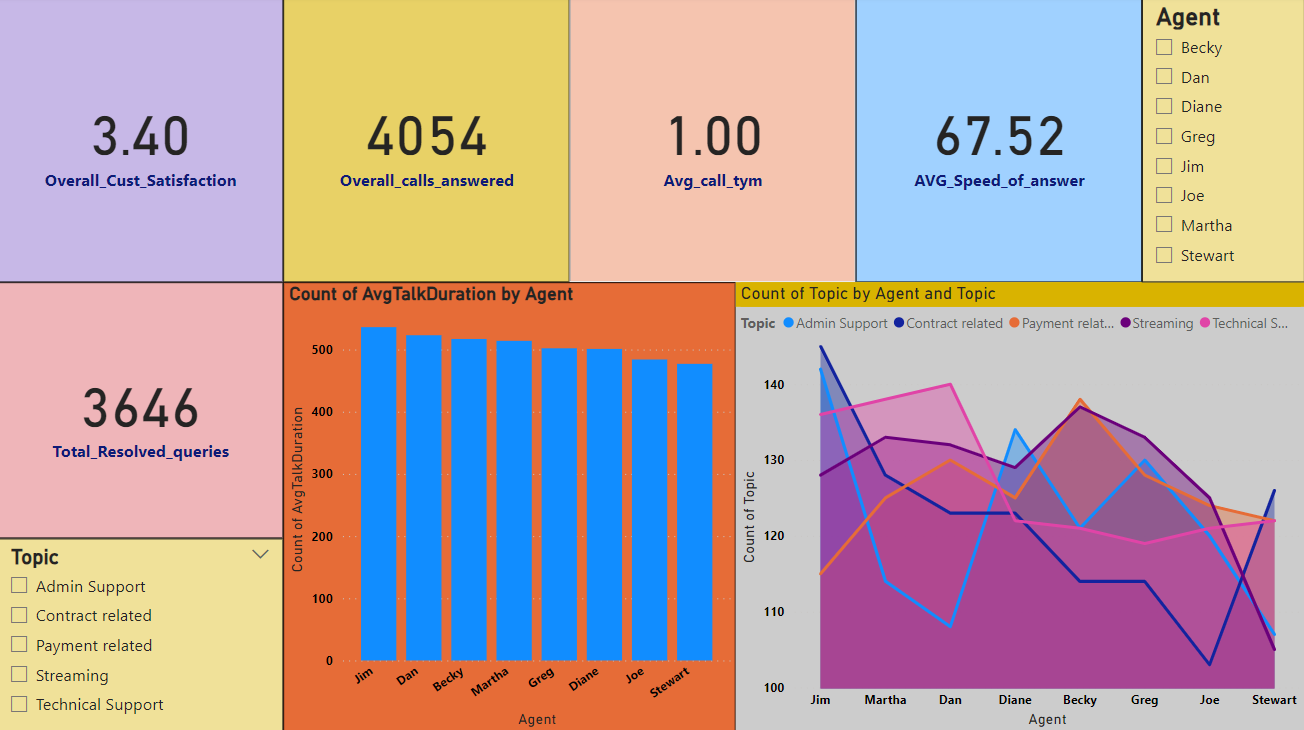 3.40
Overall_Cust_Satisfaction
4054
Overall_calls_answered
1.00
Avg_call_tym
67.52
AVG_Speed_of_answer
Agent
Becky
Dan
Diane
Greg
Jim
Joe
Martha
Stewart
3646
Total_Resolved_queries
Topic
Admin Support
Contract related
Payment related
Streaming
Technical Support
Count of AvgTalkDuration by Agent
Count of AvgTalkDuration
500
400
300
200
100
0
Jim
Dan
Becky
Martha
Greg
Diane
Joe
Stewart
Agent
Count of Topic by Agent and Topic
Topic Admin Support Contract related Payment relat... Streaming Technical S...
Count of Topic
140
130
120
110
100
Jim Martha Dan Diane Becky Greg Joe Stewart
Agent